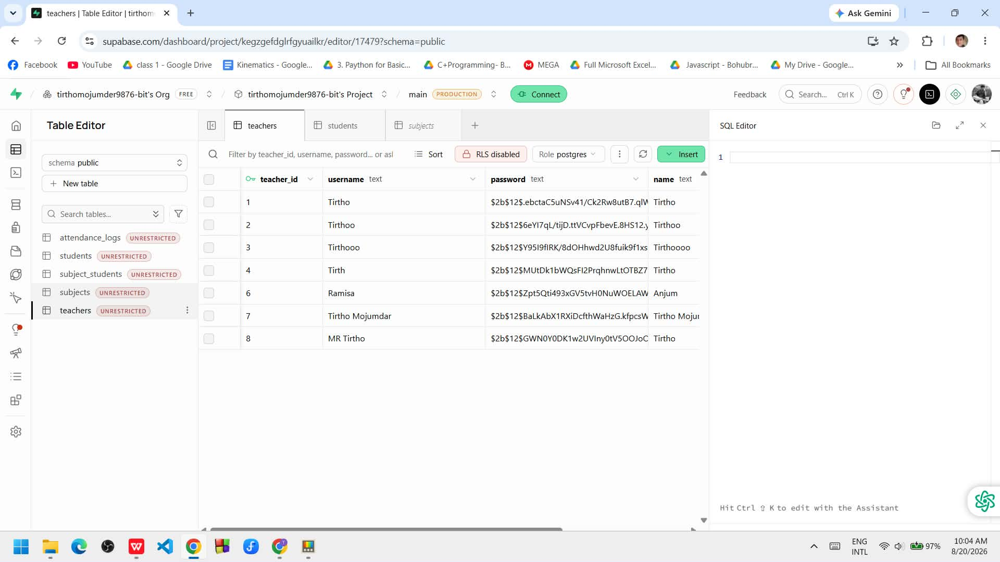 teachers | Table Editor | tirthom
Ask Gemini
supabase.com/dashboard/project/kegzgefdglrfgyuailkr/editor/17479?schema=public
Facebook YouTube class 1 - Google Drive Kinematics - Google... 3. Paython for Basic... C+Programming- B... MEGA Full Microsoft Excel... Javascript - Bohubr... My Drive - Google... All Bookmarks
tirthomojumder9876-bit's Org FREE / tirthomojumder9876-bit's Project / main PRODUCTION Connect Feedback Search... Ctrl K
Table Editor
teachers students subjects
SQL Editor
schema public
New table
Search tables...
attendance_logs UNRESTRICTED
students UNRESTRICTED
subject_students UNRESTRICTED
subjects UNRESTRICTED
teachers UNRESTRICTED
Filter by teacher_id, username, password... or asl Sort RLS disabled Role postgres Insert
teacher_id username text password text name text
1 Tirtho $2b$12$.ebctaC5uNSv41/Ck2Rw8utB7.qlW Tirtho
2 Tirthoo $2b$12$6eYI7qL/tijD.ttVCvpFbevE.8HS12.y Tirthoo
3 Tirthooo $2b$12$Y95I9fIRK/8dOHhwd2U8fuik9f1xs Tirthoooo
4 Tirth $2b$12$MUtDk1bWQsFI2PrqhnwLtOTBZ7 Tirtho
6 Ramisa $2b$12$Zpt5Qti493xGV5tvH0NuWOELAW Anjum
7 Tirtho Mojumdar $2b$12$BaLkAbX1RXiDcfthWaHzG.kfpcsW Tirtho Moju
8 MR Tirtho $2b$12$GWN0Y0DK1w2UVIny0tV5OOJoC Tirtho
1
Hit Ctrl ⇧ K to edit with the Assistant
ENG
INTL
97%
10:04 AM
8/20/2026